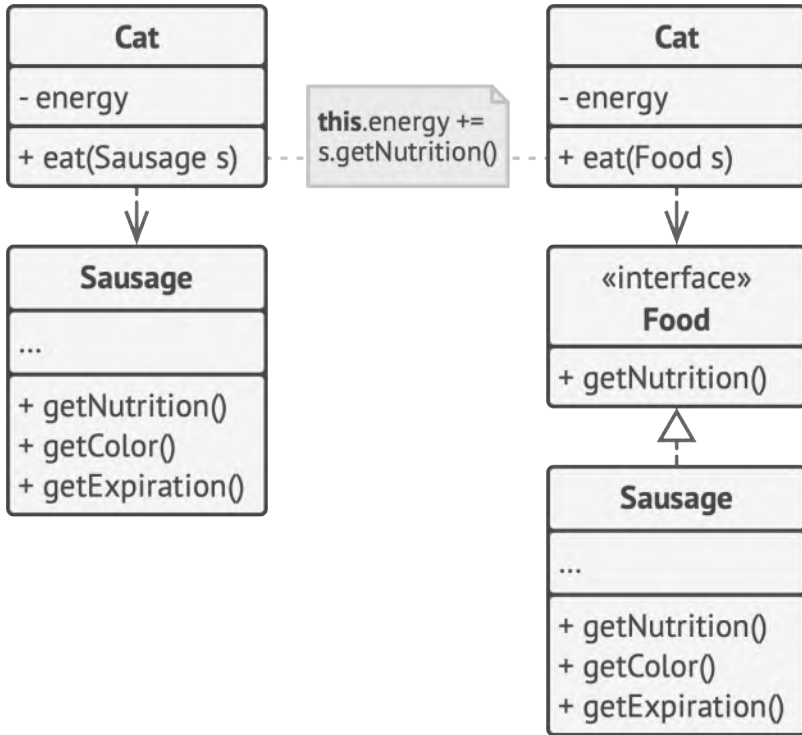 Cat
- energy
+ eat(Sausage s)
Sausage
...
+ getNutrition()
+ getColor()
+ getExpiration()
this.energy +=
s.getNutrition()
Cat
- energy
+ eat(Food s)
«interface»
Food
+ getNutrition()
Sausage
...
+ getNutrition()
+ getColor()
+ getExpiration()